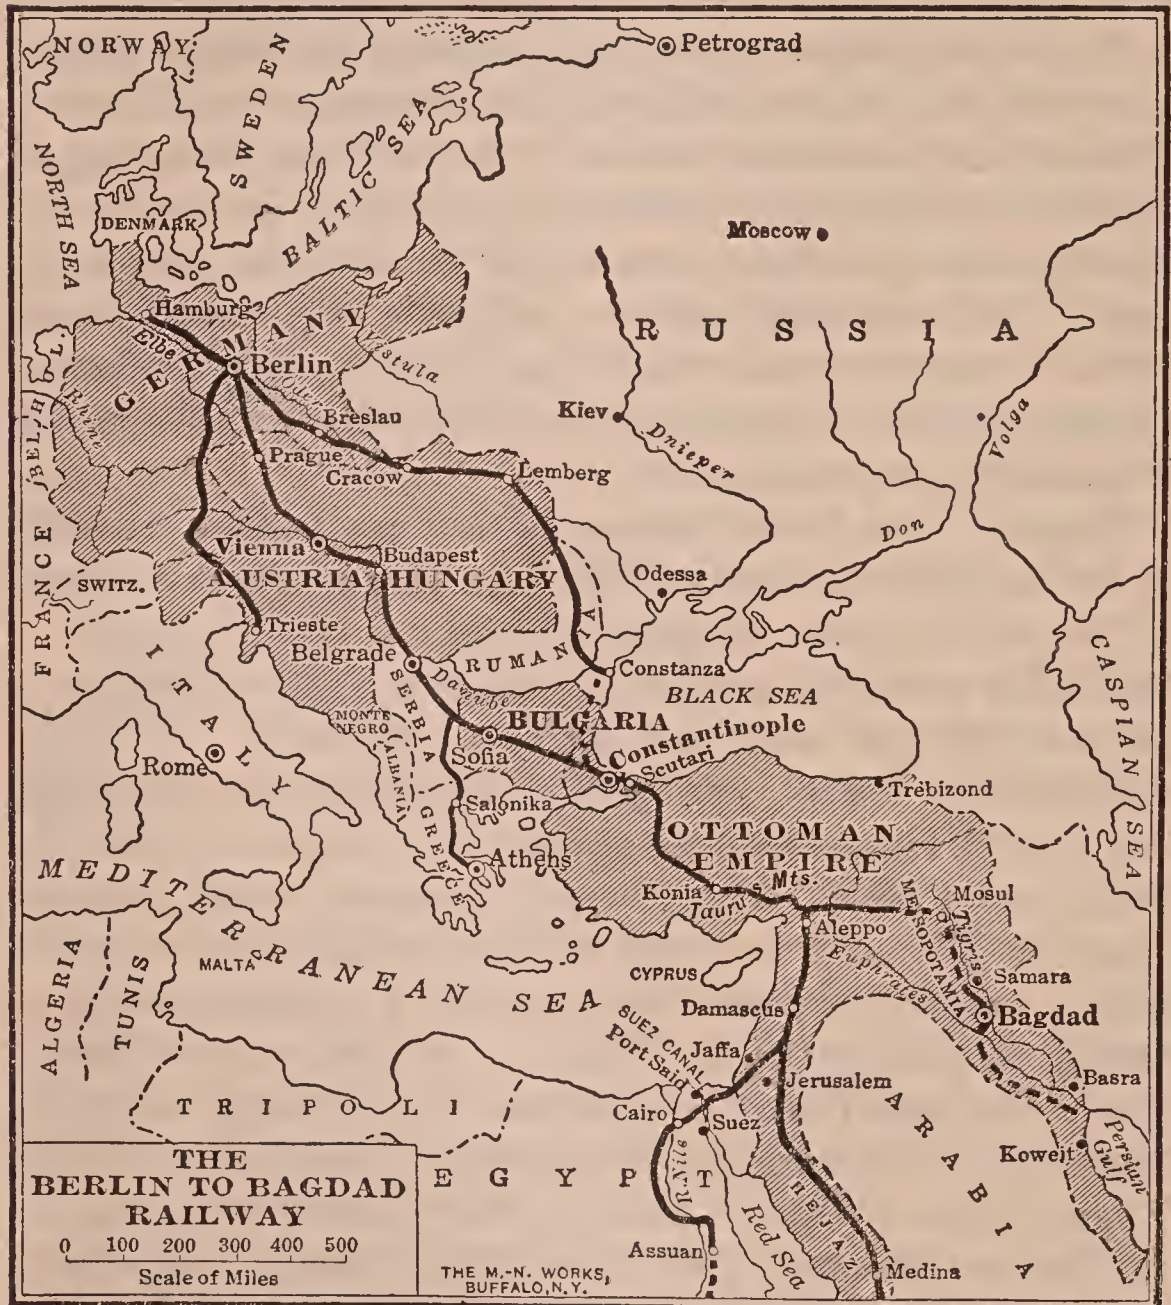 NORWAY
SWEDEN
Petrograd
NORTH SEA
BALTIC SEA
DENMARK
Moscow
Hamburg
Elbe
GERMANY
RUSSIA
Berlin
HOL.
BEL.
Rhine
Oder
Vistula
Breslau
Kiev
Dnieper
Volga
Prague
Cracow
Lemberg
Don
FRANCE
Vienna
Budapest
SWITZ.
AUSTRIA HUNGARY
Odessa
Trieste
Belgrade
RUMANIA
Constanza
ITALY
Danube
BLACK SEA
CASPIAN SEA
SERBIA
MONTE
NEGRO
BULGARIA
Constantinople
Sofia
Scutari
Rome
ALBANIA
Trebizond
Salonika
GREECE
OTTOMAN
EMPIRE
Athens
MEDITERRANEAN SEA
Konia
Taurus Mts.
Mosul
MESOPOTAMIA
Tigris
Aleppo
Euphrates
Samara
ALGERIA
TUNIS
MALTA
CYPRUS
Damascus
Bagdad
SUEZ CANAL
Port Said
Jaffa
Jerusalem
Basra
TRIPOLI
Cairo
Suez
ARABIA
Koweit
Persian
Gulf
EGYPT
R. Nile
Red Sea
HEJAZ
Assuan
Medina
THE
BERLIN TO BAGDAD
RAILWAY
0 100 200 300 400 500
Scale of Miles
THE M.-N. WORKS,
BUFFALO, N.Y.